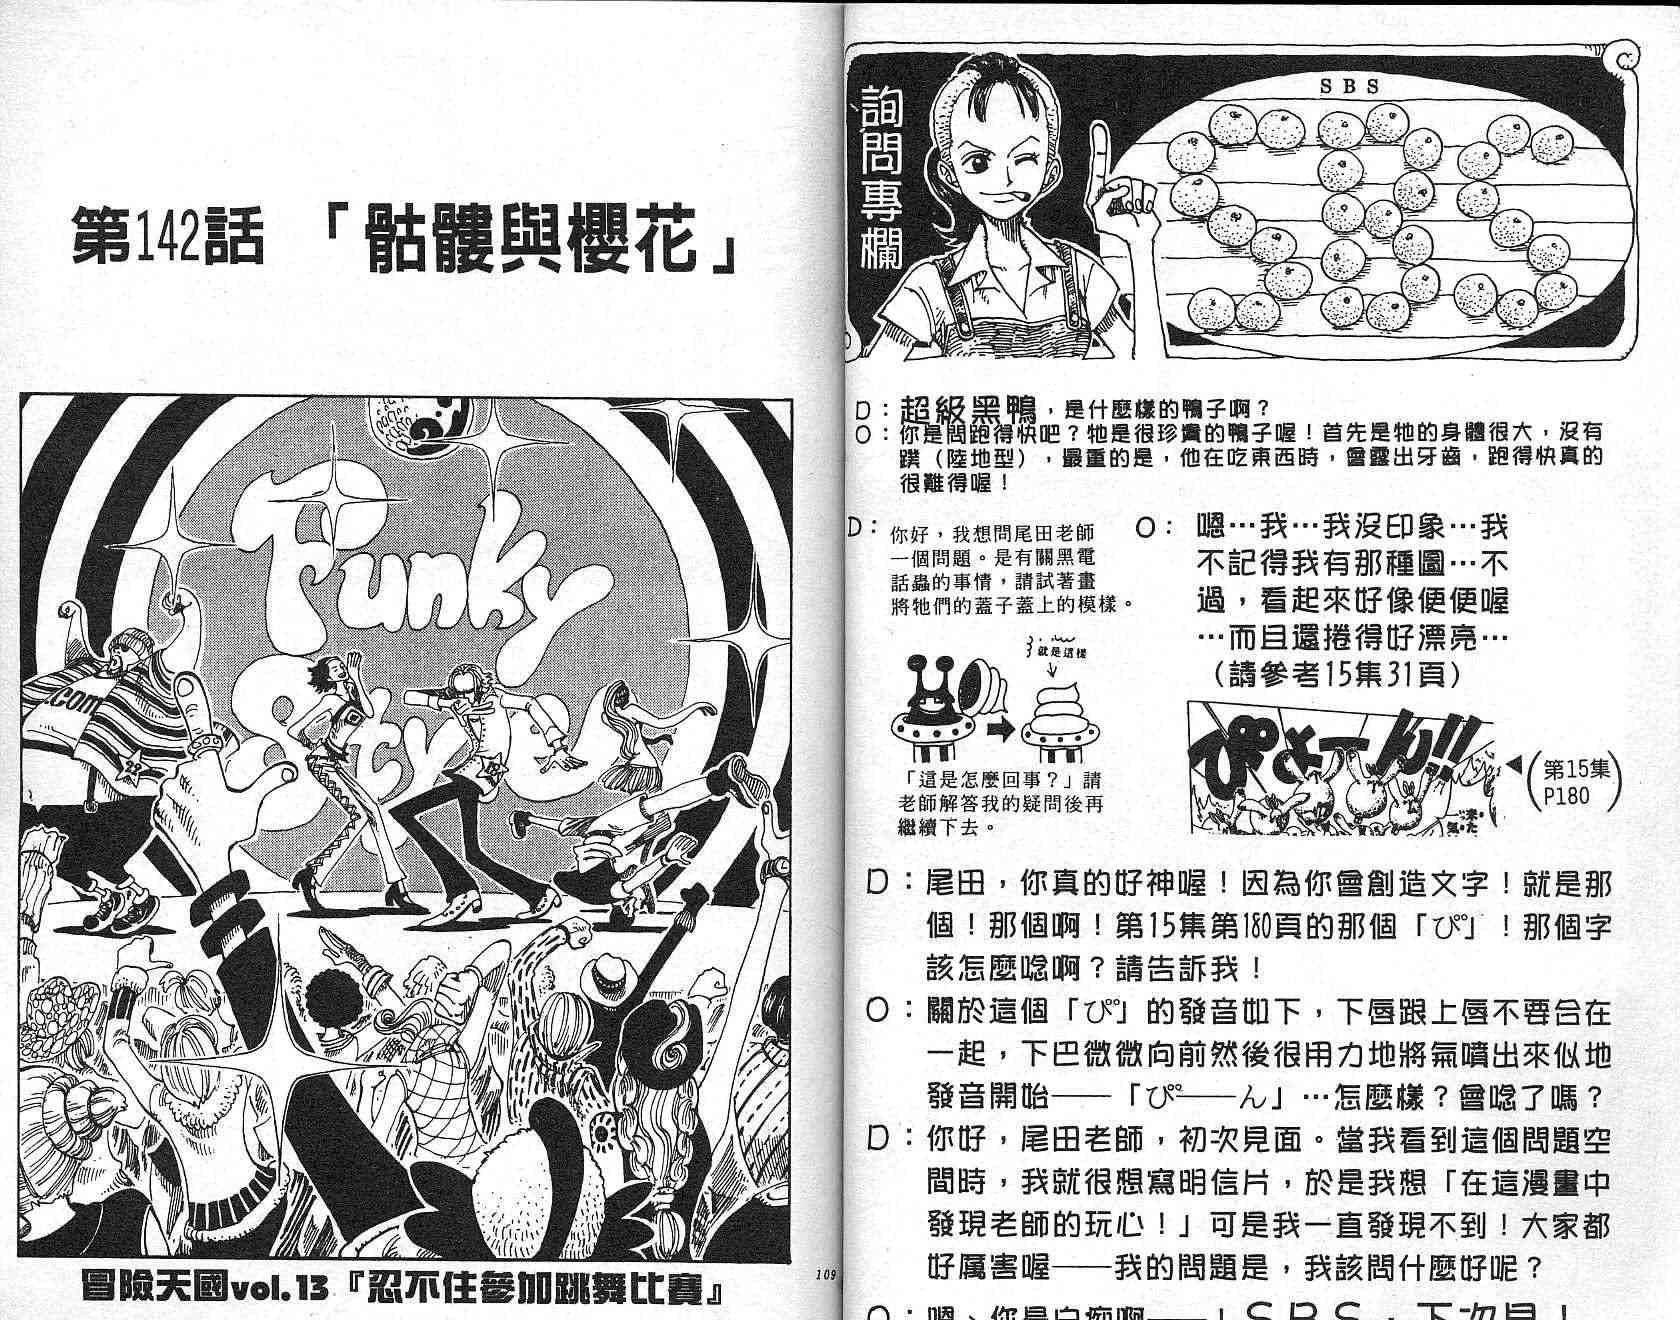 第142話 「骷髏與櫻花」
.com
29
Funky
Style
19
冒險天國vol.13『忍不住參加跳舞比賽』
109
詢問專欄
SBS
D：超級黑鴨，是什麼樣的鴨子啊？
O：你是問跑得快吧？牠是很珍貴的鴨子喔！首先是牠的身體很大，沒有
蹼（陸地型），最重的是，他在吃東西時，會露出牙齒，跑得快真的
很難得喔！
D：你好，我想問尾田老師
一個問題。是有關黑電
話蟲的事情，請試著畫
將牠們的蓋子蓋上的模樣。
就是這樣
「這是怎麼回事？」請
老師解答我的疑問後再
繼續下去。
O：嗯…我…我沒印象…我
不記得我有那種圖…不
過，看起來好像便便喔
…而且還捲得好漂亮…
（請參考15集31頁）
ぴょーん!!
（第15集
P180）
D：尾田，你真的好神喔！因為你會創造文字！就是那
個！那個啊！第15集第180頁的那個「ぴ」！那個字
該怎麼唸啊？請告訴我！
O：關於這個「ぴ」的發音如下，下唇跟上唇不要合在
一起，下巴微微向前然後很用力地將氣噴出來似地
發音開始——「ぴ——ん」…怎麼樣？會唸了嗎？
D：你好，尾田老師，初次見面。當我看到這個問題空
間時，我就很想寫明信片，於是我想「在這漫畫中
發現老師的玩心！」可是我一直發現不到！大家都
好厲害喔——我的問題是，我該問什麼好呢？
O：嗯、你是白痴啊——！SBS，下次見！